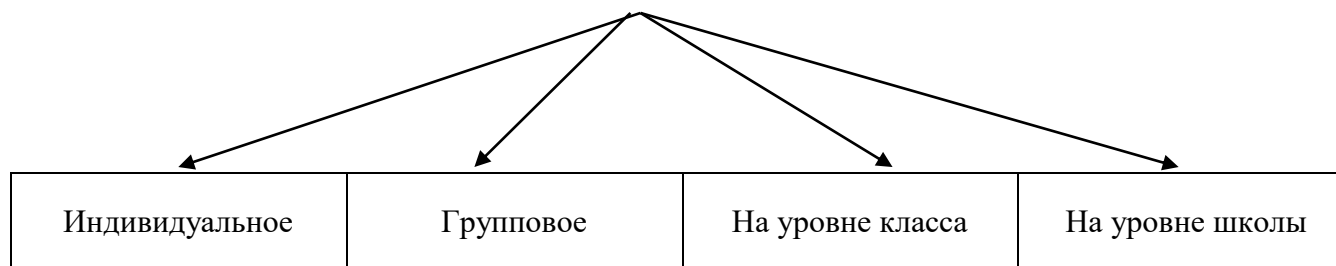 Индивидуальное
Групповое
На уровне класса
На уровне школы